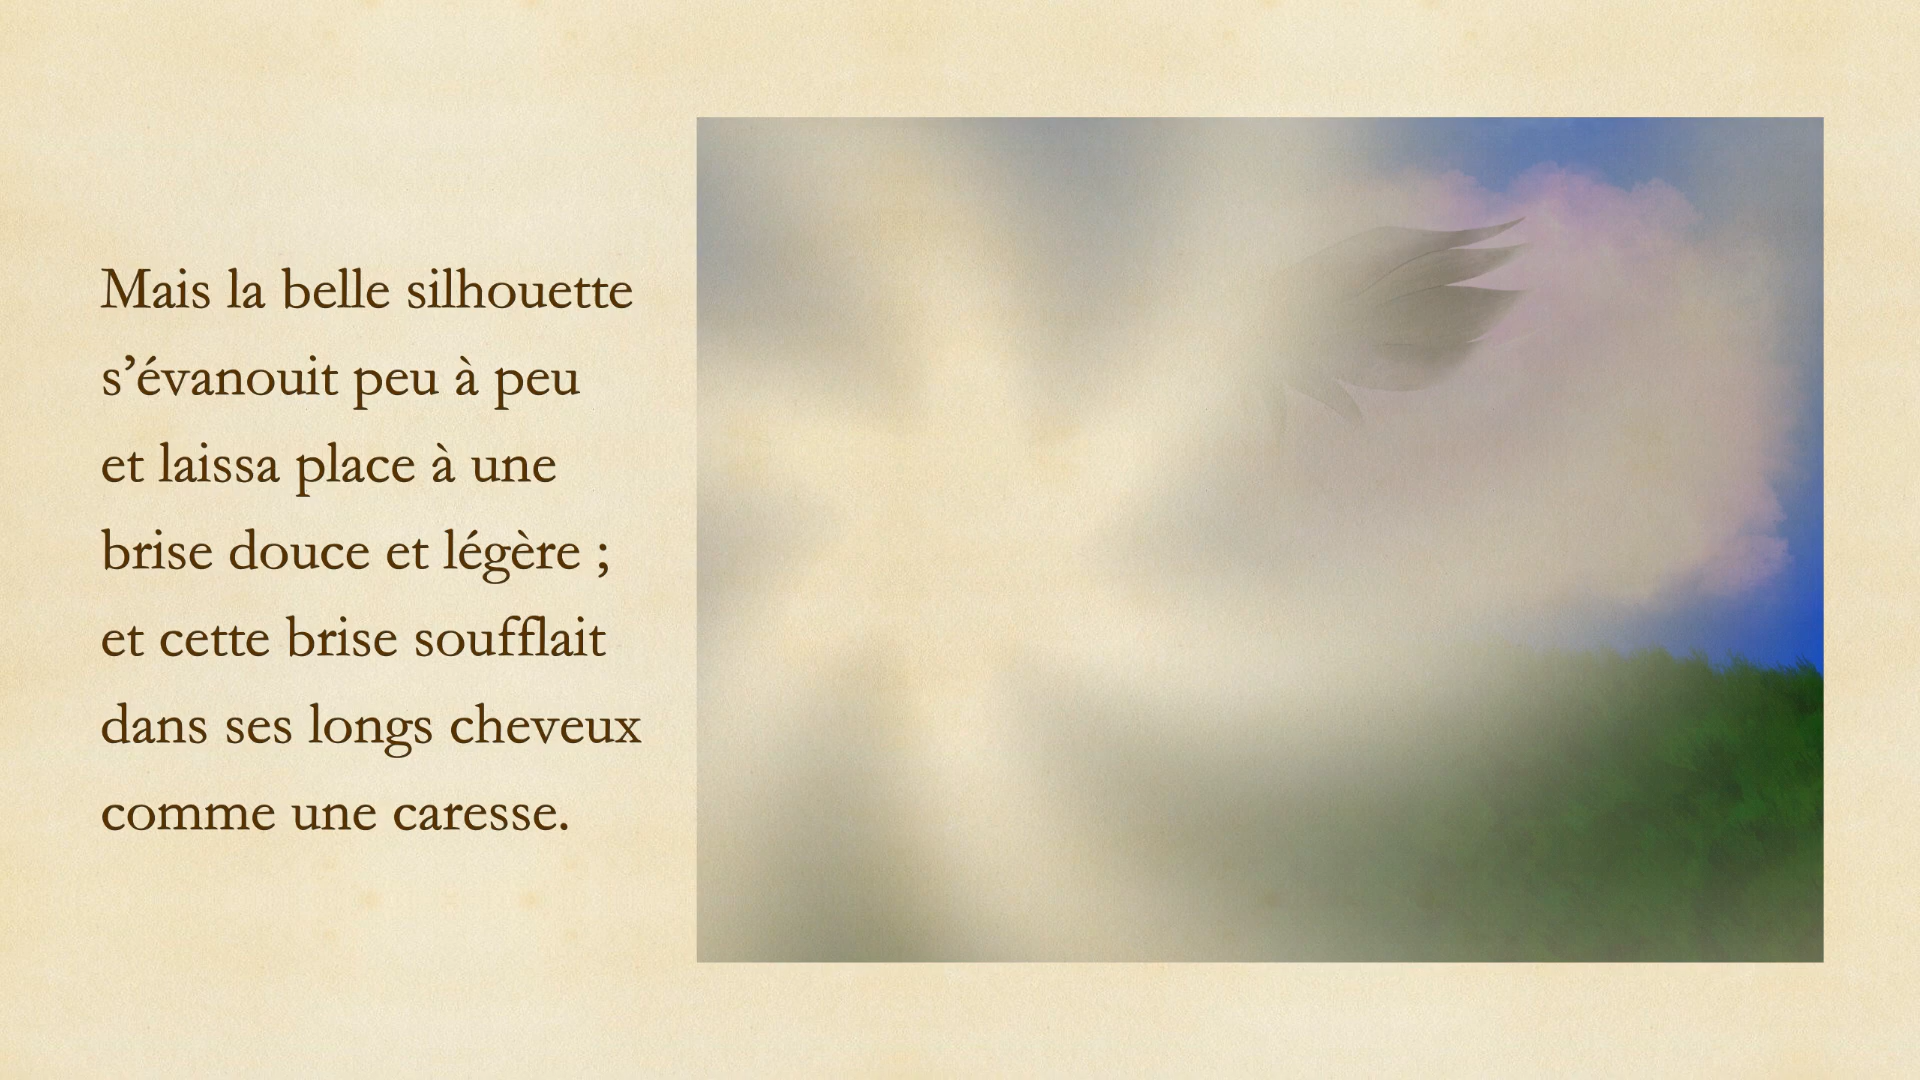 Mais la belle silhouette
s’évanouit peu à peu
et laissa place à une
brise douce et légère ;
et cette brise soufflait
dans ses longs cheveux
comme une caresse.